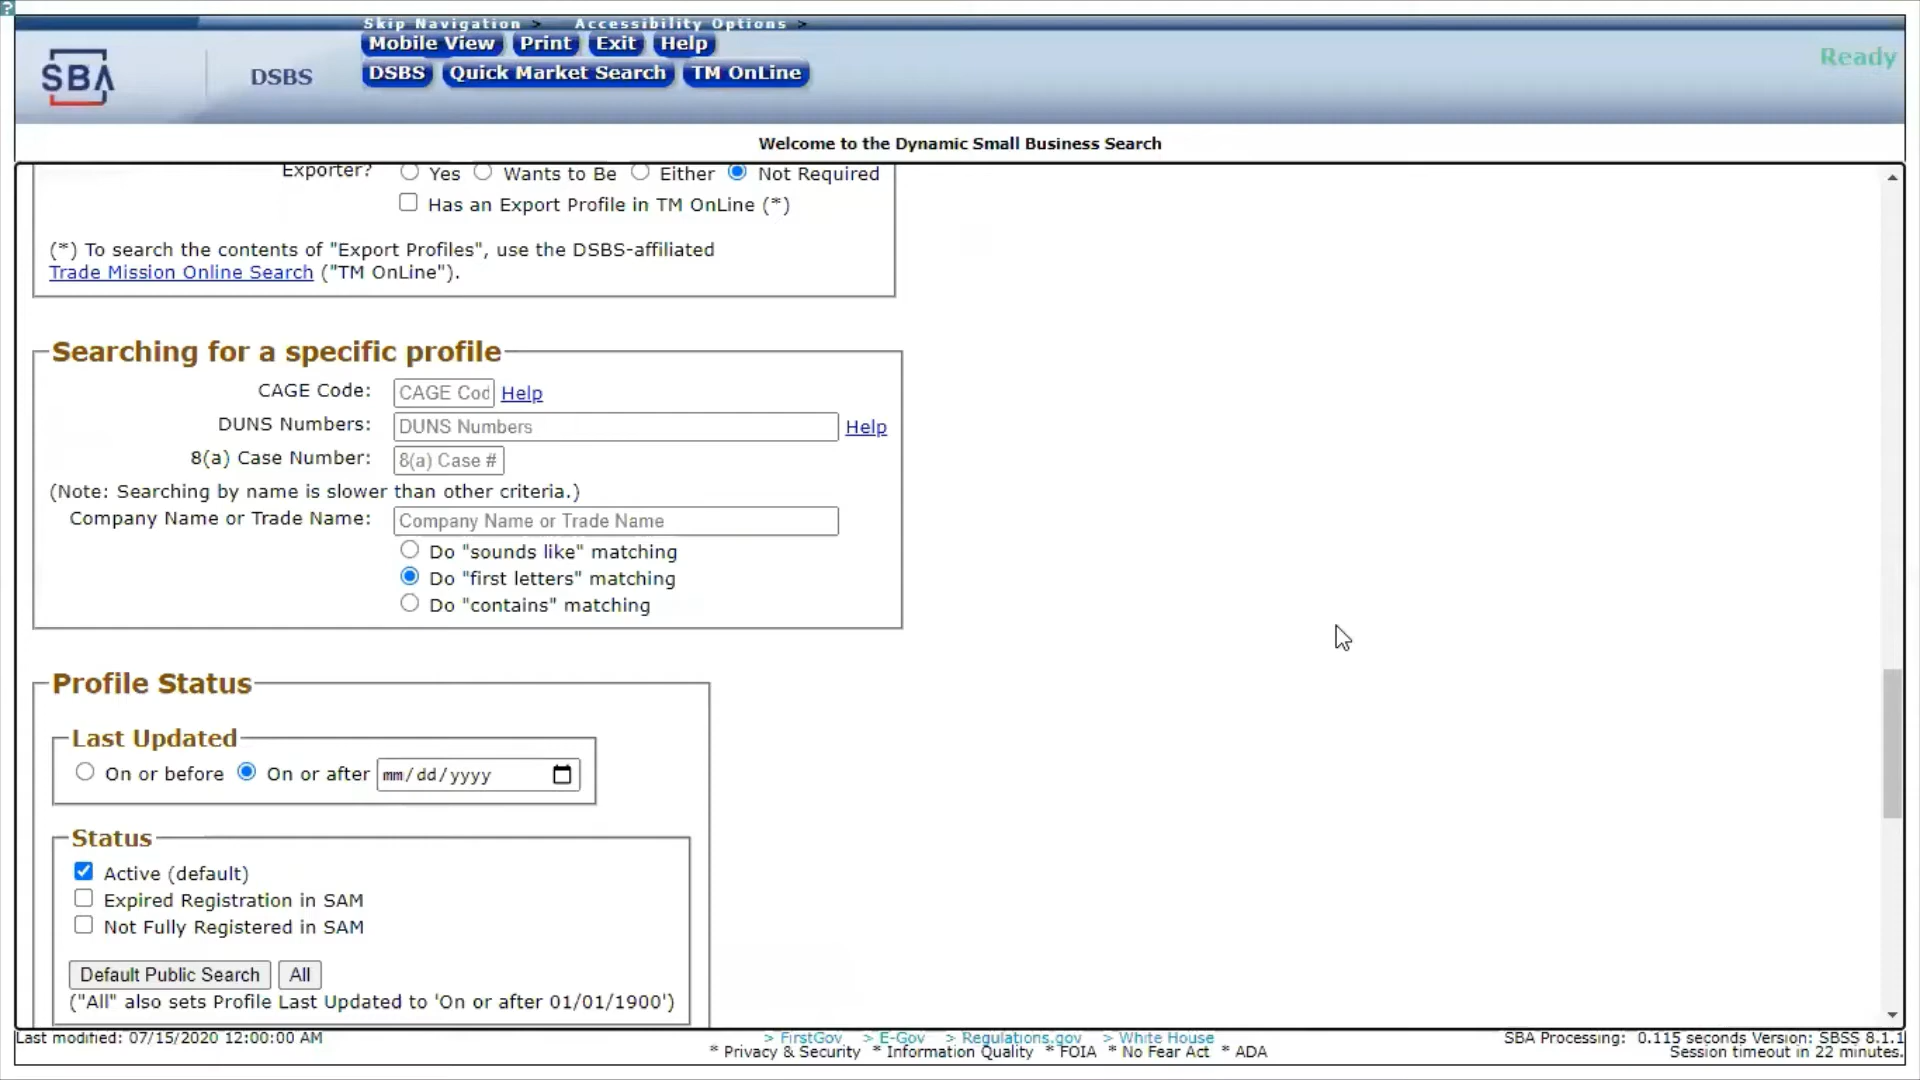 ?
Skip Navigation > Accessibility Options >
Mobile View Print Exit Help
SBA DSBS DSBS Quick Market Search TM OnLine
Ready
Welcome to the Dynamic Small Business Search
Exporter? Yes Wants to Be Either Not Required
Has an Export Profile in TM OnLine (*)
(*) To search the contents of "Export Profiles", use the DSBS-affiliated
Trade Mission Online Search ("TM OnLine").
Searching for a specific profile
CAGE Code: CAGE Cod Help
DUNS Numbers: DUNS Numbers Help
8(a) Case Number: 8(a) Case #
(Note: Searching by name is slower than other criteria.)
Company Name or Trade Name: Company Name or Trade Name
Do "sounds like" matching
Do "first letters" matching
Do "contains" matching
Profile Status
Last Updated
On or before On or after mm/dd/yyyy
Status
Active (default)
Expired Registration in SAM
Not Fully Registered in SAM
Default Public Search All
("All" also sets Profile Last Updated to 'On or after 01/01/1900')
Last modified: 07/15/2020 12:00:00 AM > FirstGov > E-Gov > Regulations.gov > White House SBA Processing: 0.115 seconds Version: SBSS 8.1.1
* Privacy & Security * Information Quality * FOIA * No Fear Act * ADA Session timeout in 22 minutes.